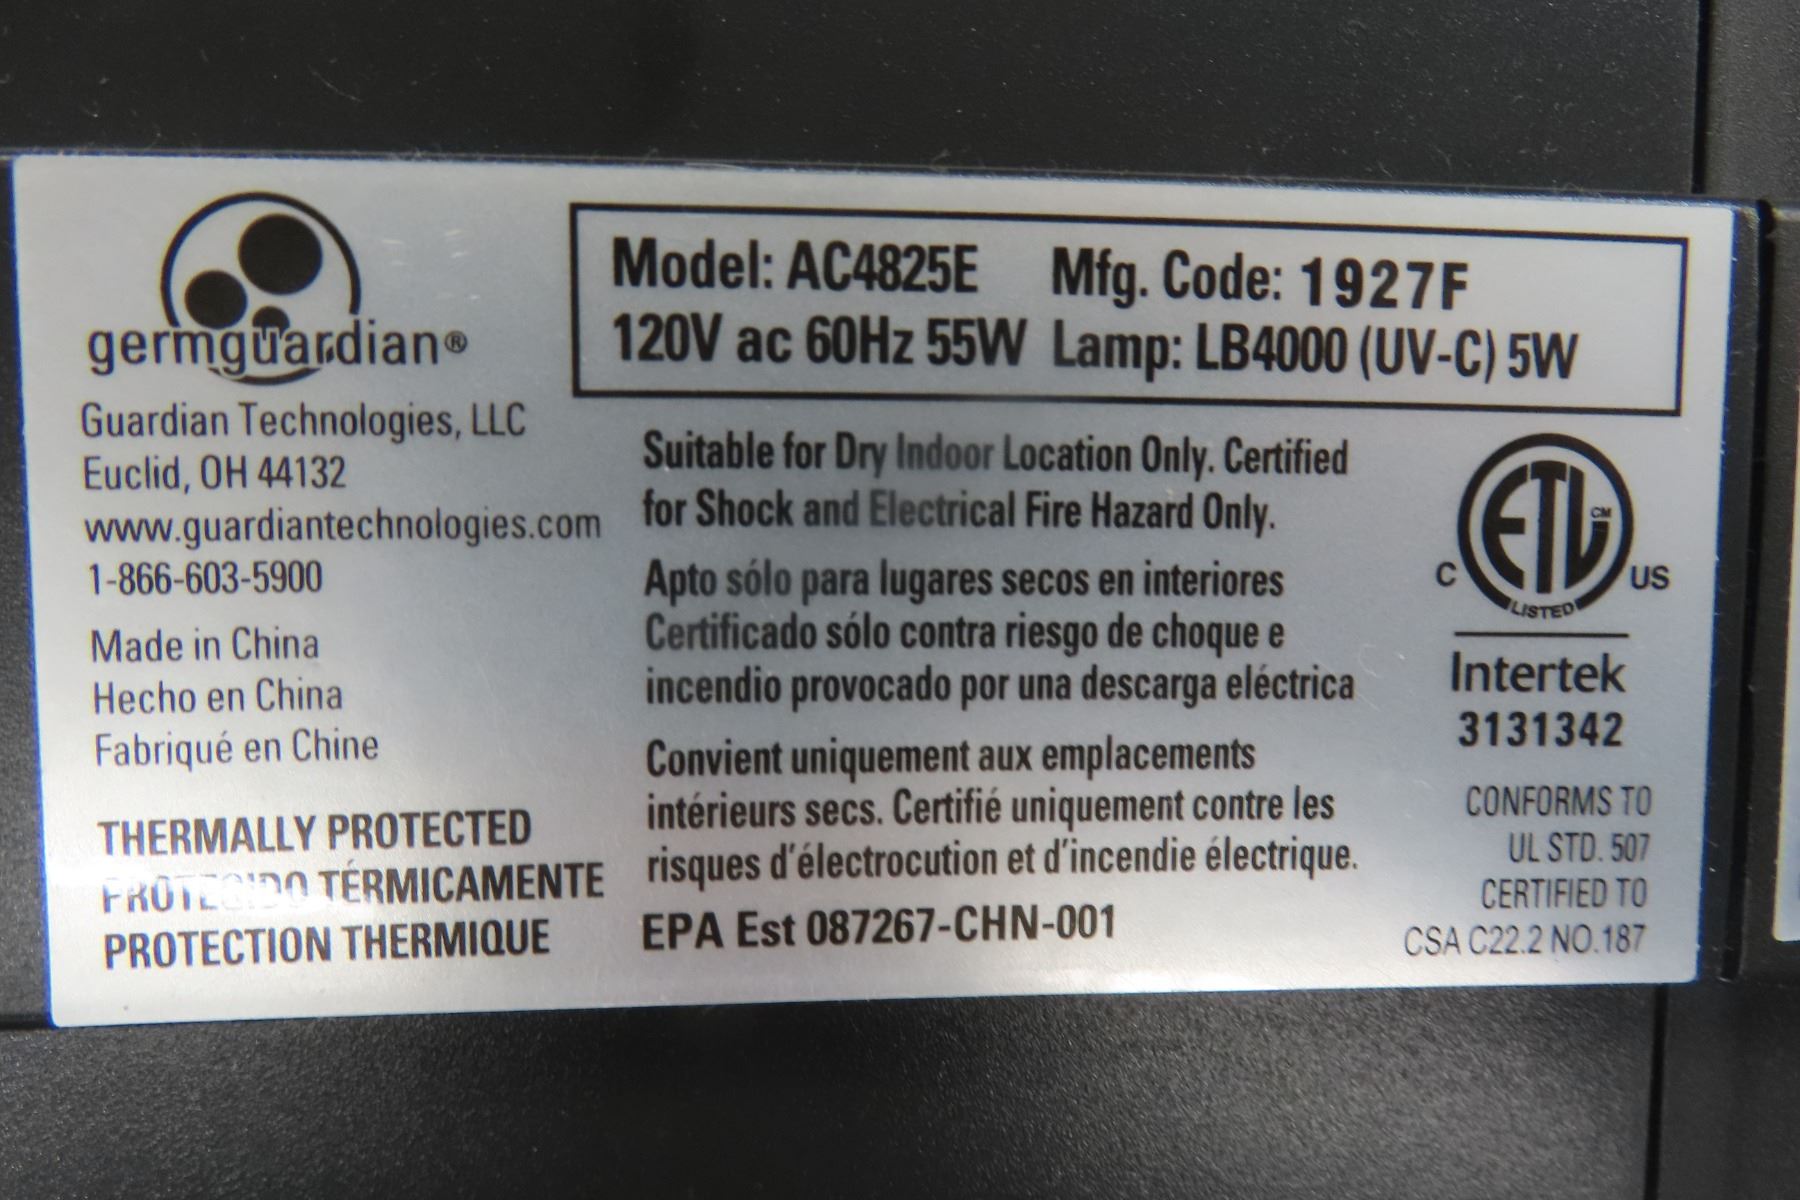 germguardian®
Guardian Technologies, LLC
Euclid, OH 44132
www.guardiantechnologies.com
1-866-603-5900
Made in China
Hecho en China
Fabriqué en Chine
THERMALLY PROTECTED
PROTEGIDO TÉRMICAMENTE
PROTECTION THERMIQUE
Model: AC4825E Mfg. Code: 1927F
120V ac 60Hz 55W Lamp: LB4000 (UV-C) 5W
Suitable for Dry Indoor Location Only. Certified
for Shock and Electrical Fire Hazard Only.
Apto sólo para lugares secos en interiores
Certificado sólo contra riesgo de choque e
incendio provocado por una descarga eléctrica
Convient uniquement aux emplacements
intérieurs secs. Certifié uniquement contre les
risques d'électrocution et d'incendie électrique.
EPA Est 087267-CHN-001
ETL CM
C US
LISTED
Intertek
3131342
CONFORMS TO
UL STD. 507
CERTIFIED TO
CSA C22.2 NO.187